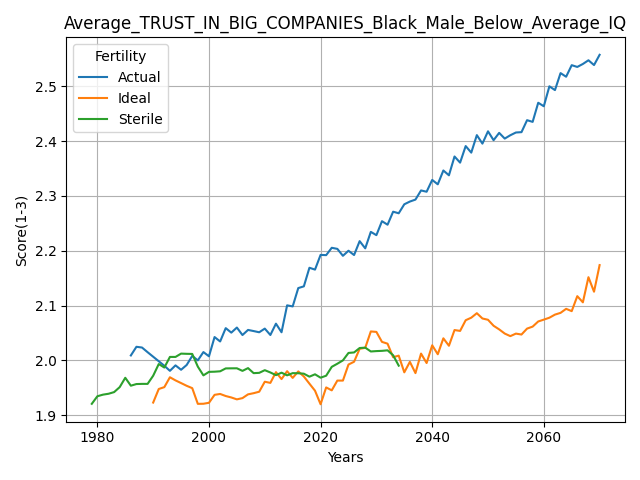 Average_TRUST_IN_BIG_COMPANIES_Black_Male_Below_Average_IQ
Fertility
Actual
Ideal
Sterile
Score(1-3)
2.5
2.4
2.3
2.2
2.1
2.0
1.9
1980
2000
2020
2040
2060
Years